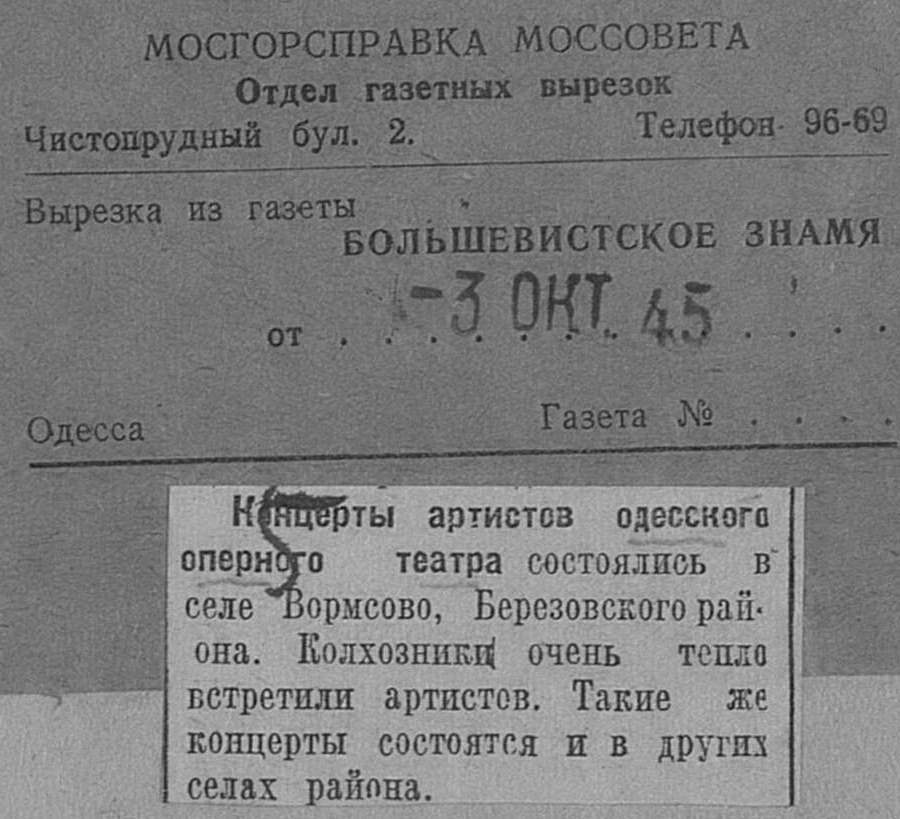 МОСГОРСПРАВКА МОССОВЕТА
Отдел газетных вырезок
Чистопрудный бул. 2. Телефон 96-69
Вырезка из газеты
БОЛЬШЕВИСТСКОЕ ЗНАМЯ
от . . -3 ОКТ. 45 . . . .
Одесса Газета № . . . .
Концерты артистов одесского
оперного театра состоялись в
селе Вормсово, Березовского рай-
она. Колхозники очень тепло
встретили артистов. Такие же
концерты состоятся и в других
селах района.